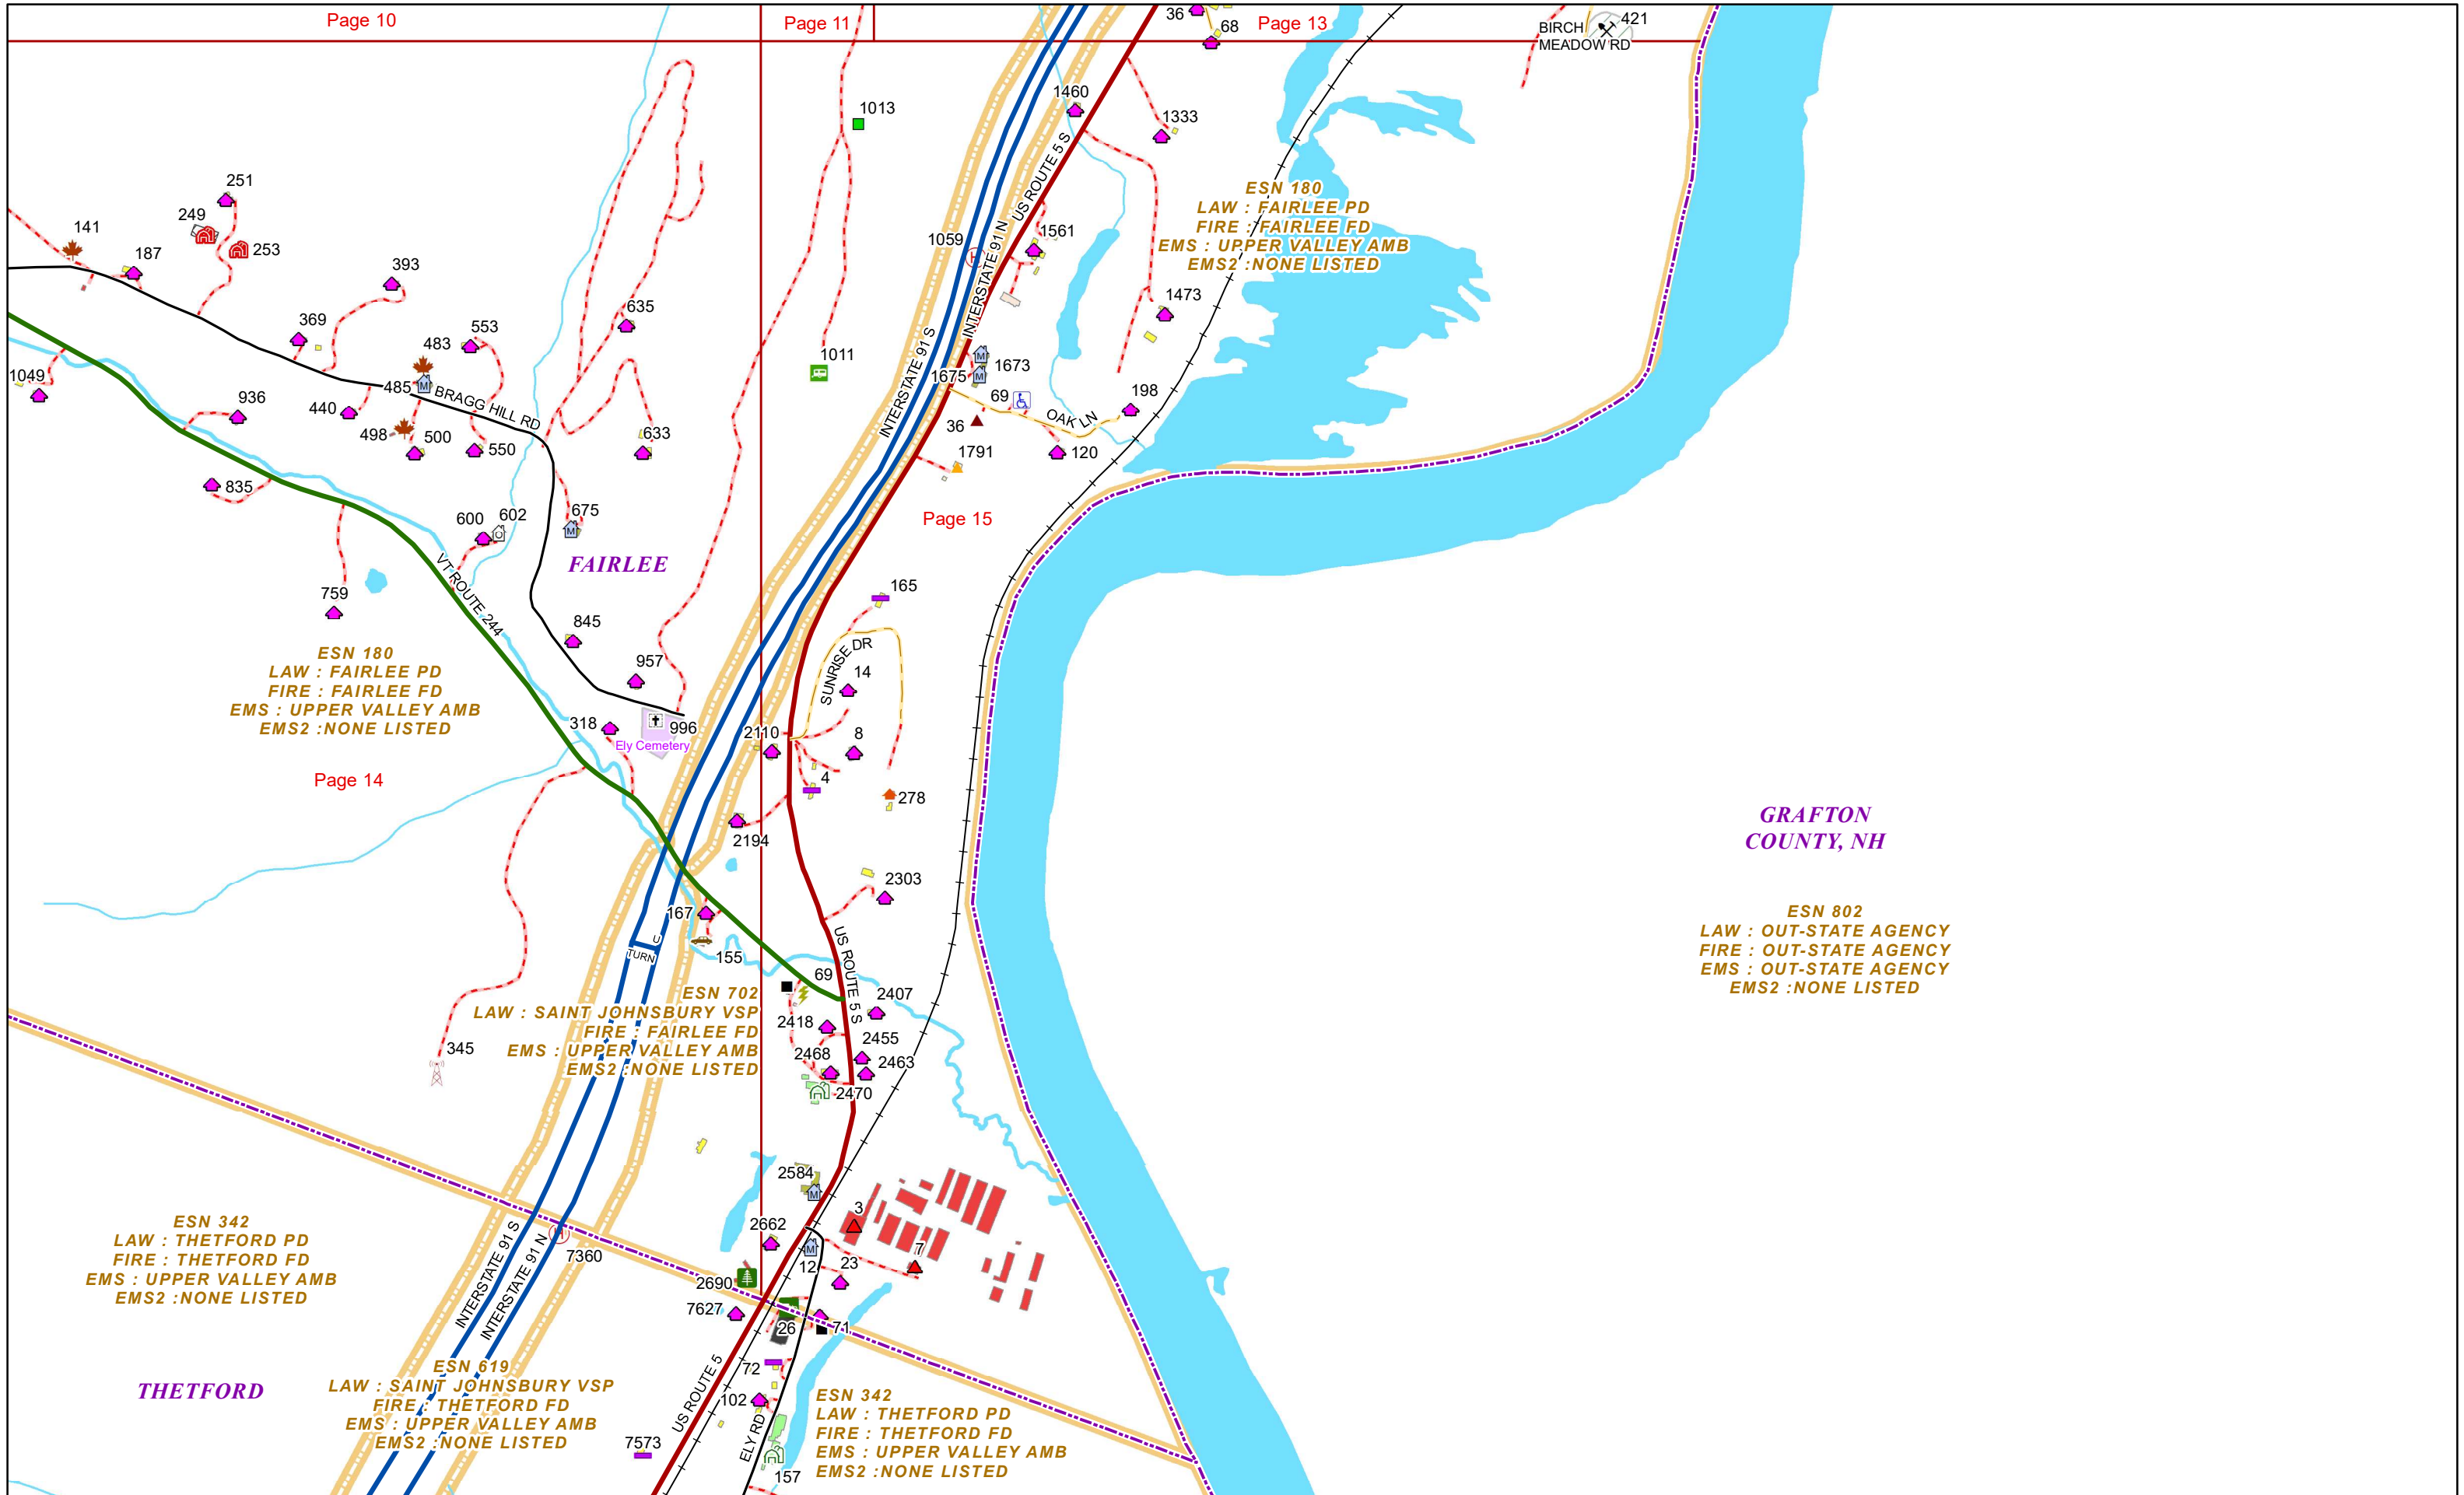 Page 10
Page 11
Page 13
36
68
BIRCH
MEADOW RD
421
1013
1460
1333
US ROUTE 5 S
251
249
253
141
187
393
369
483
553
635
485
BRAGG HILL RD
440
498
500
550
633
1049
936
835
1011
1059
INTERSTATE 91 N
INTERSTATE 91 S
1561
ESN 180
LAW : FAIRLEE PD
FIRE : FAIRLEE FD
EMS : UPPER VALLEY AMB
EMS2 :NONE LISTED
1473
1673
1675
69
OAK LN
198
36
120
1791
Page 15
600
602
675
FAIRLEE
VT ROUTE 244
759
845
957
165
SUNRISE DR
14
ESN 180
LAW : FAIRLEE PD
FIRE : FAIRLEE FD
EMS : UPPER VALLEY AMB
EMS2 :NONE LISTED
318
996
Ely Cemetery
2110
8
4
278
Page 14
2194
2303
GRAFTON
COUNTY, NH
ESN 802
LAW : OUT-STATE AGENCY
FIRE : OUT-STATE AGENCY
EMS : OUT-STATE AGENCY
EMS2 :NONE LISTED
167
U
TURN
155
69
US ROUTE 5 S
ESN 702
LAW : SAINT JOHNSBURY VSP
FIRE : FAIRLEE FD
EMS : UPPER VALLEY AMB
EMS2 :NONE LISTED
2407
2418
2455
2468
2463
2470
345
2584
3
2662
7
12
23
7360
2690
7627
26
71
ESN 342
LAW : THETFORD PD
FIRE : THETFORD FD
EMS : UPPER VALLEY AMB
EMS2 :NONE LISTED
INTERSTATE 91 S
INTERSTATE 91 N
THETFORD
ESN 619
LAW : SAINT JOHNSBURY VSP
FIRE : THETFORD FD
EMS : UPPER VALLEY AMB
EMS2 :NONE LISTED
72
102
US ROUTE 5
ELY RD
7573
157
ESN 342
LAW : THETFORD PD
FIRE : THETFORD FD
EMS : UPPER VALLEY AMB
EMS2 :NONE LISTED